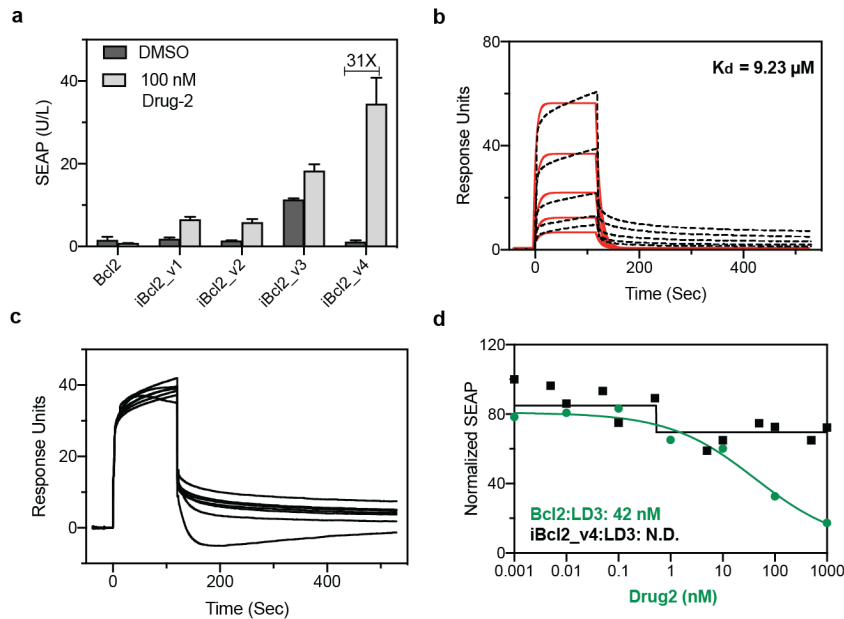 a
SEAP (U/L)
40
20
0
DMSO
100 nM
Drug-2
31X
Bcl2
iBcl2_v1
iBcl2_v2
iBcl2_v3
iBcl2_v4
b
Response Units
80
40
0
Kd = 9.23 µM
0
200
400
Time (Sec)
c
Response Units
40
20
0
0
200
400
Time (Sec)
d
Normalized SEAP
120
80
40
0
Bcl2:LD3: 42 nM
iBcl2_v4:LD3: N.D.
0.001
0.01
0.1
1
10
100
1000
Drug2 (nM)